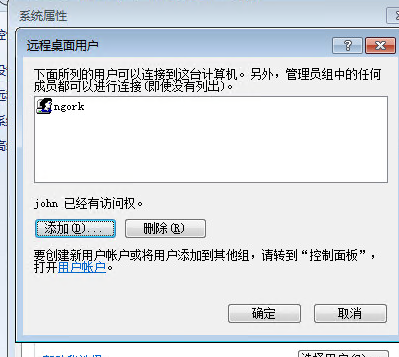 系统属性
远程桌面用户
下面所列的用户可以连接到这台计算机。另外，管理员组中的任何
成员都可以进行连接(即使没有列出)。
ngork
john 已经有访问权。
添加(D)...
删除(R)
要创建新用户帐户或将用户添加到其他组，请转到“控制面板”，
打开用户帐户。
确定
取消